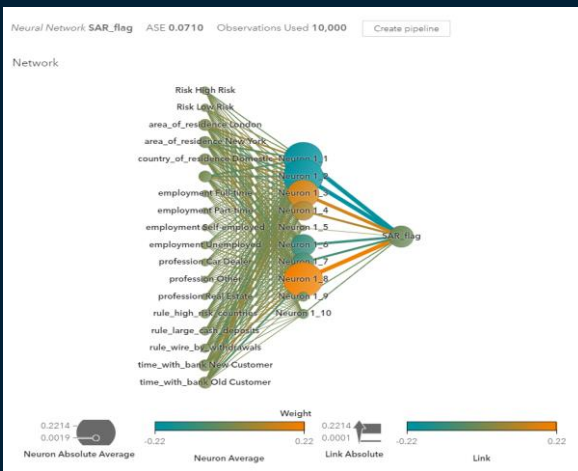 Neural Network SAR_flag ASE 0.0710 Observations Used 10,000 Create pipeline
Network
Risk High Risk
Risk Low Risk
area_of_residence London
area_of_residence New York
country_of_residence Domestic
employment Full-time
employment Part-time
employment Self-employed
employment Unemployed
profession Car Dealer
profession Other
profession Real Estate
rule_high_risk_countries
rule_large_cash_deposits
rule_wire_by_withdrawals
time_with_bank New Customer
time_with_bank Old Customer
Neuron 1_1
Neuron 1_2
Neuron 1_3
Neuron 1_4
Neuron 1_5
Neuron 1_6
Neuron 1_7
Neuron 1_8
Neuron 1_9
Neuron 1_10
SAR_flag
Weight
0.2214
0.0019
Neuron Absolute Average
-0.22 0.22
Neuron Average
0.2214
0.0001
Link Absolute
-0.22 0.22
Link